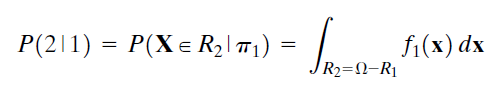 P(2|1) = P(X ∈ R₂ | π₁) = ∫_{R₂=Ω−R₁} f₁(x) dx